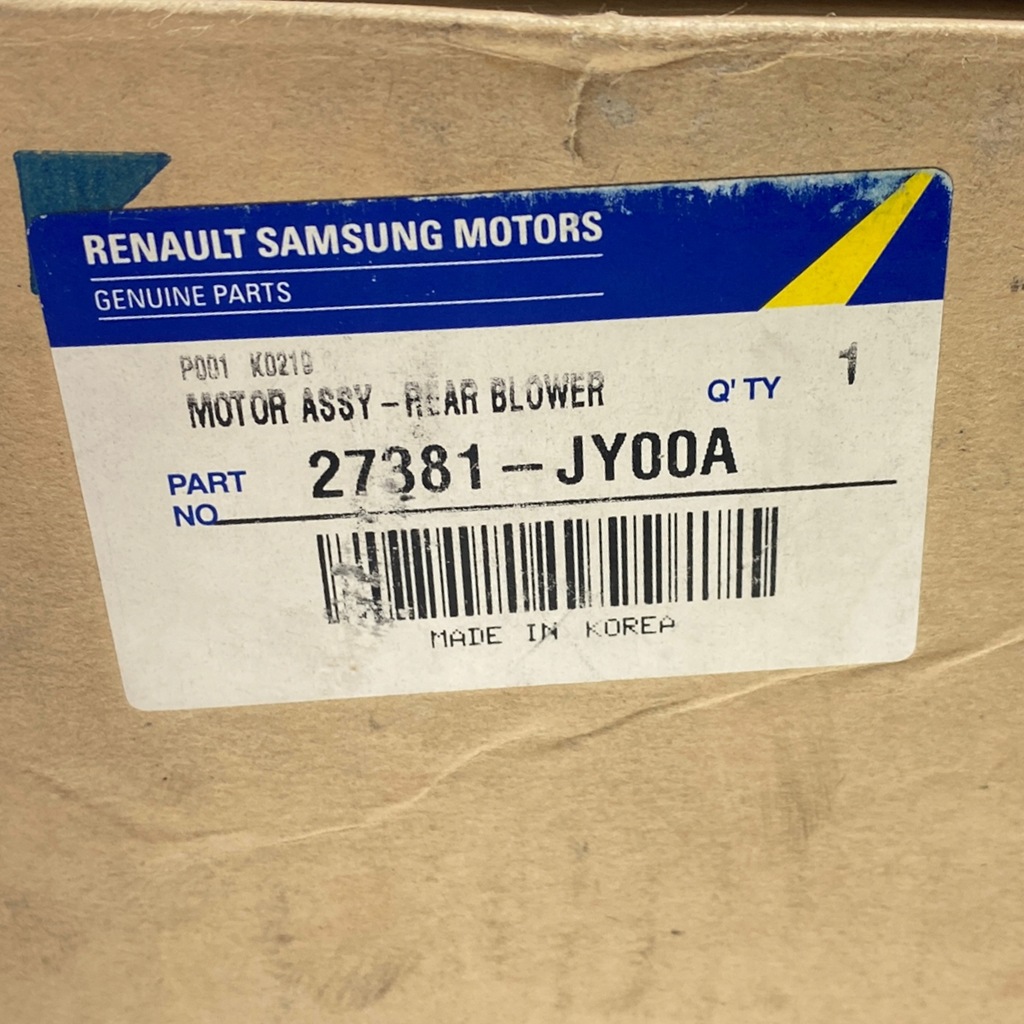 RENAULT SAMSUNG MOTORS
GENUINE PARTS
P001 K0219
MOTOR ASSY-REAR BLOWER
Q'TY 1
PART NO 27381-JY00A
MADE IN KOREA